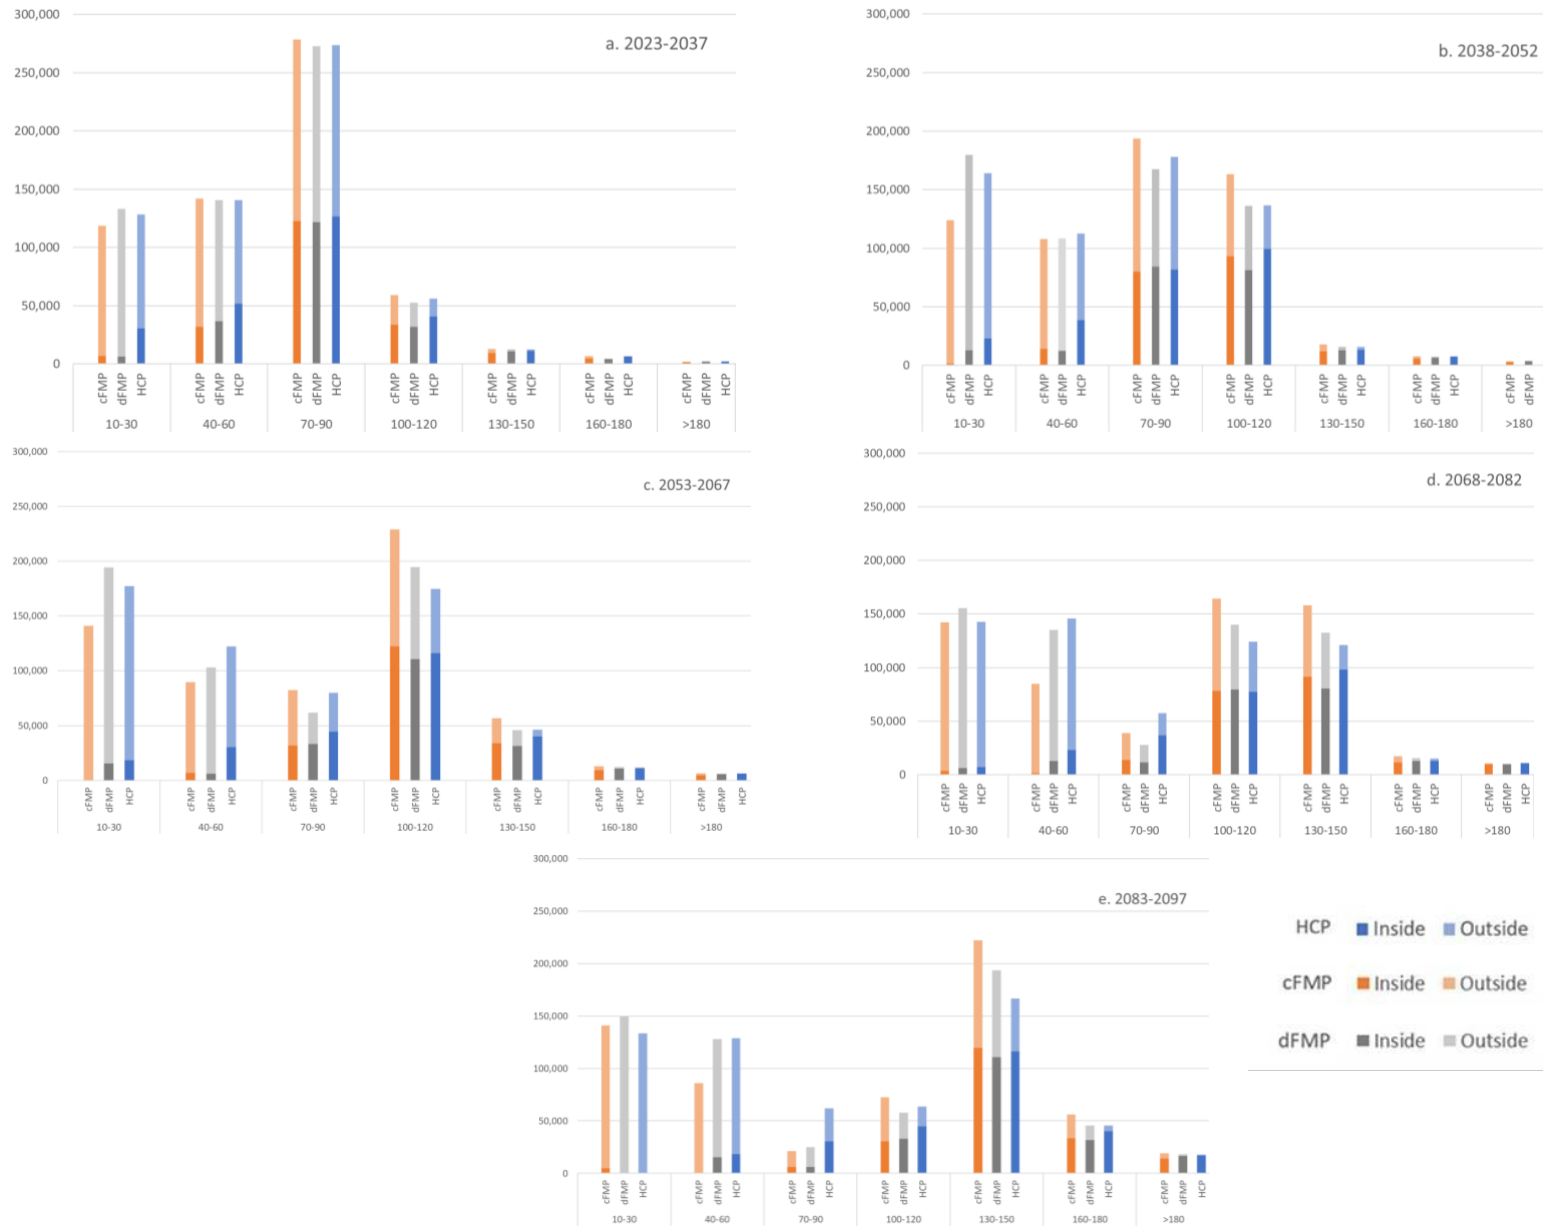 300,000
a. 2023-2037
250,000
200,000
150,000
100,000
50,000
0
cFMP dFMP HCP cFMP dFMP HCP cFMP dFMP HCP cFMP dFMP HCP cFMP dFMP HCP cFMP dFMP HCP cFMP dFMP HCP
10-30 40-60 70-90 100-120 130-150 160-180 >180
300,000
b. 2038-2052
250,000
200,000
150,000
100,000
50,000
0
cFMP dFMP HCP cFMP dFMP HCP cFMP dFMP HCP cFMP dFMP HCP cFMP dFMP HCP cFMP dFMP HCP cFMP dFMP
10-30 40-60 70-90 100-120 130-150 160-180 >180
300,000
c. 2053-2067
250,000
200,000
150,000
100,000
50,000
0
cFMP dFMP HCP cFMP dFMP HCP cFMP dFMP HCP cFMP dFMP HCP cFMP dFMP HCP cFMP dFMP HCP cFMP dFMP HCP
10-30 40-60 70-90 100-120 130-150 160-180 >180
300,000
d. 2068-2082
250,000
200,000
150,000
100,000
50,000
0
cFMP dFMP HCP cFMP dFMP HCP cFMP dFMP HCP cFMP dFMP HCP cFMP dFMP HCP cFMP dFMP HCP cFMP dFMP HCP
10-30 40-60 70-90 100-120 130-150 160-180 >180
300,000
e. 2083-2097
250,000
200,000
150,000
100,000
50,000
0
cFMP dFMP HCP cFMP dFMP HCP cFMP dFMP HCP cFMP dFMP HCP cFMP dFMP HCP cFMP dFMP HCP cFMP dFMP HCP
10-30 40-60 70-90 100-120 130-150 160-180 >180
HCP Inside Outside
cFMP Inside Outside
dFMP Inside Outside